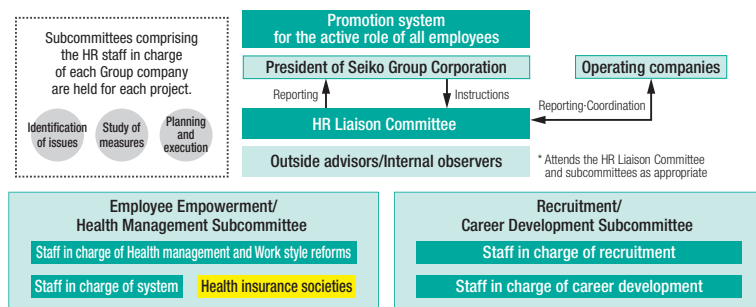 Subcommittees comprising
the HR staff in charge
of each Group company
are held for each project.
Identification
of issues
Study of
measures
Planning
and
execution
Promotion system
for the active role of all employees
President of Seiko Group Corporation
Operating companies
Reporting
Instructions
Reporting·Coordination
HR Liaison Committee
Outside advisors/Internal observers
* Attends the HR Liaison Committee
and subcommittees as appropriate
Employee Empowerment/
Health Management Subcommittee
Staff in charge of Health management and Work style reforms
Staff in charge of system
Health insurance societies
Recruitment/
Career Development Subcommittee
Staff in charge of recruitment
Staff in charge of career development